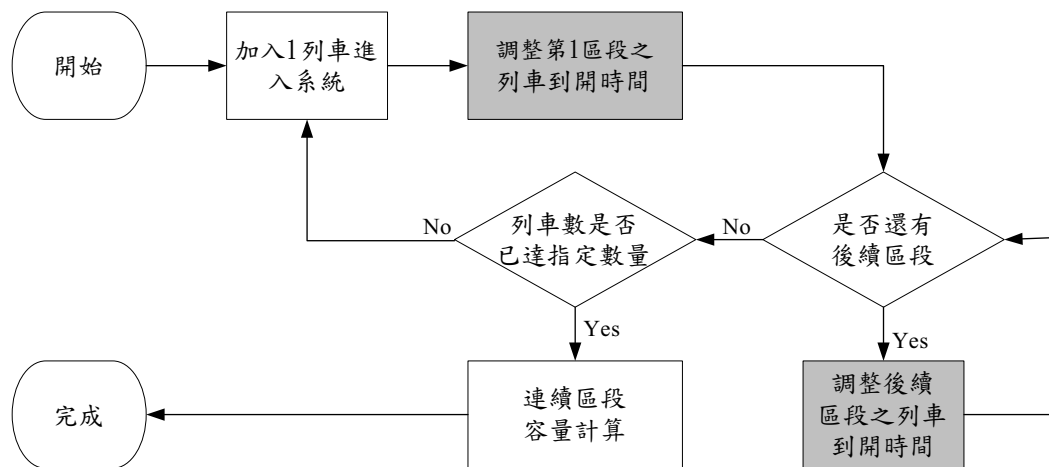 開始
加入1列車進
入系統
調整第1區段之
列車到開時間
No
列車數是否
已達指定數量
No
是否還有
後續區段
Yes
Yes
完成
連續區段
容量計算
調整後續
區段之列車
到開時間